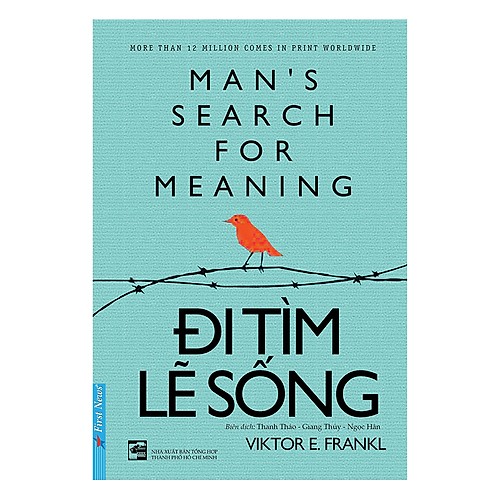 MORE THAN 12 MILLION COMES IN PRINT WORLDWIDE
MAN'S
SEARCH
FOR
MEANING
ĐI TÌM
LẼ SỐNG
Biên dịch: Thanh Thảo - Giang Thủy - Ngọc Hân
VIKTOR E. FRANKL
First News
NHÀ XUẤT BẢN TỔNG HỢP
THÀNH PHỐ HỒ CHÍ MINH